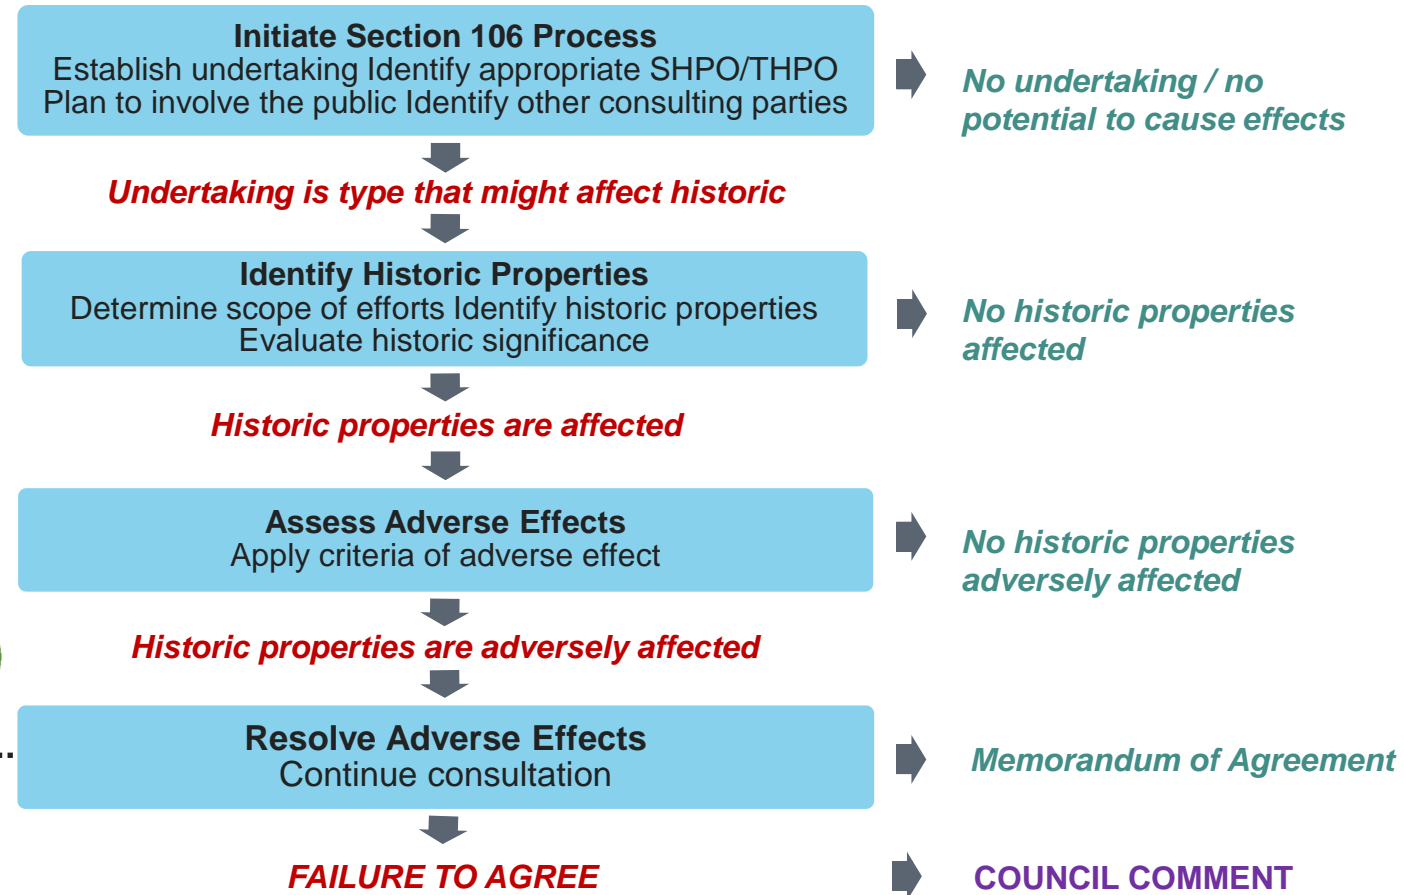 Initiate Section 106 Process
Establish undertaking Identify appropriate SHPO/THPO
Plan to involve the public Identify other consulting parties
No undertaking / no
potential to cause effects
Undertaking is type that might affect historic
Identify Historic Properties
Determine scope of efforts Identify historic properties
Evaluate historic significance
No historic properties
affected
Historic properties are affected
Assess Adverse Effects
Apply criteria of adverse effect
No historic properties
adversely affected
Historic properties are adversely affected
..
Resolve Adverse Effects
Continue consultation
Memorandum of Agreement
FAILURE TO AGREE
COUNCIL COMMENT